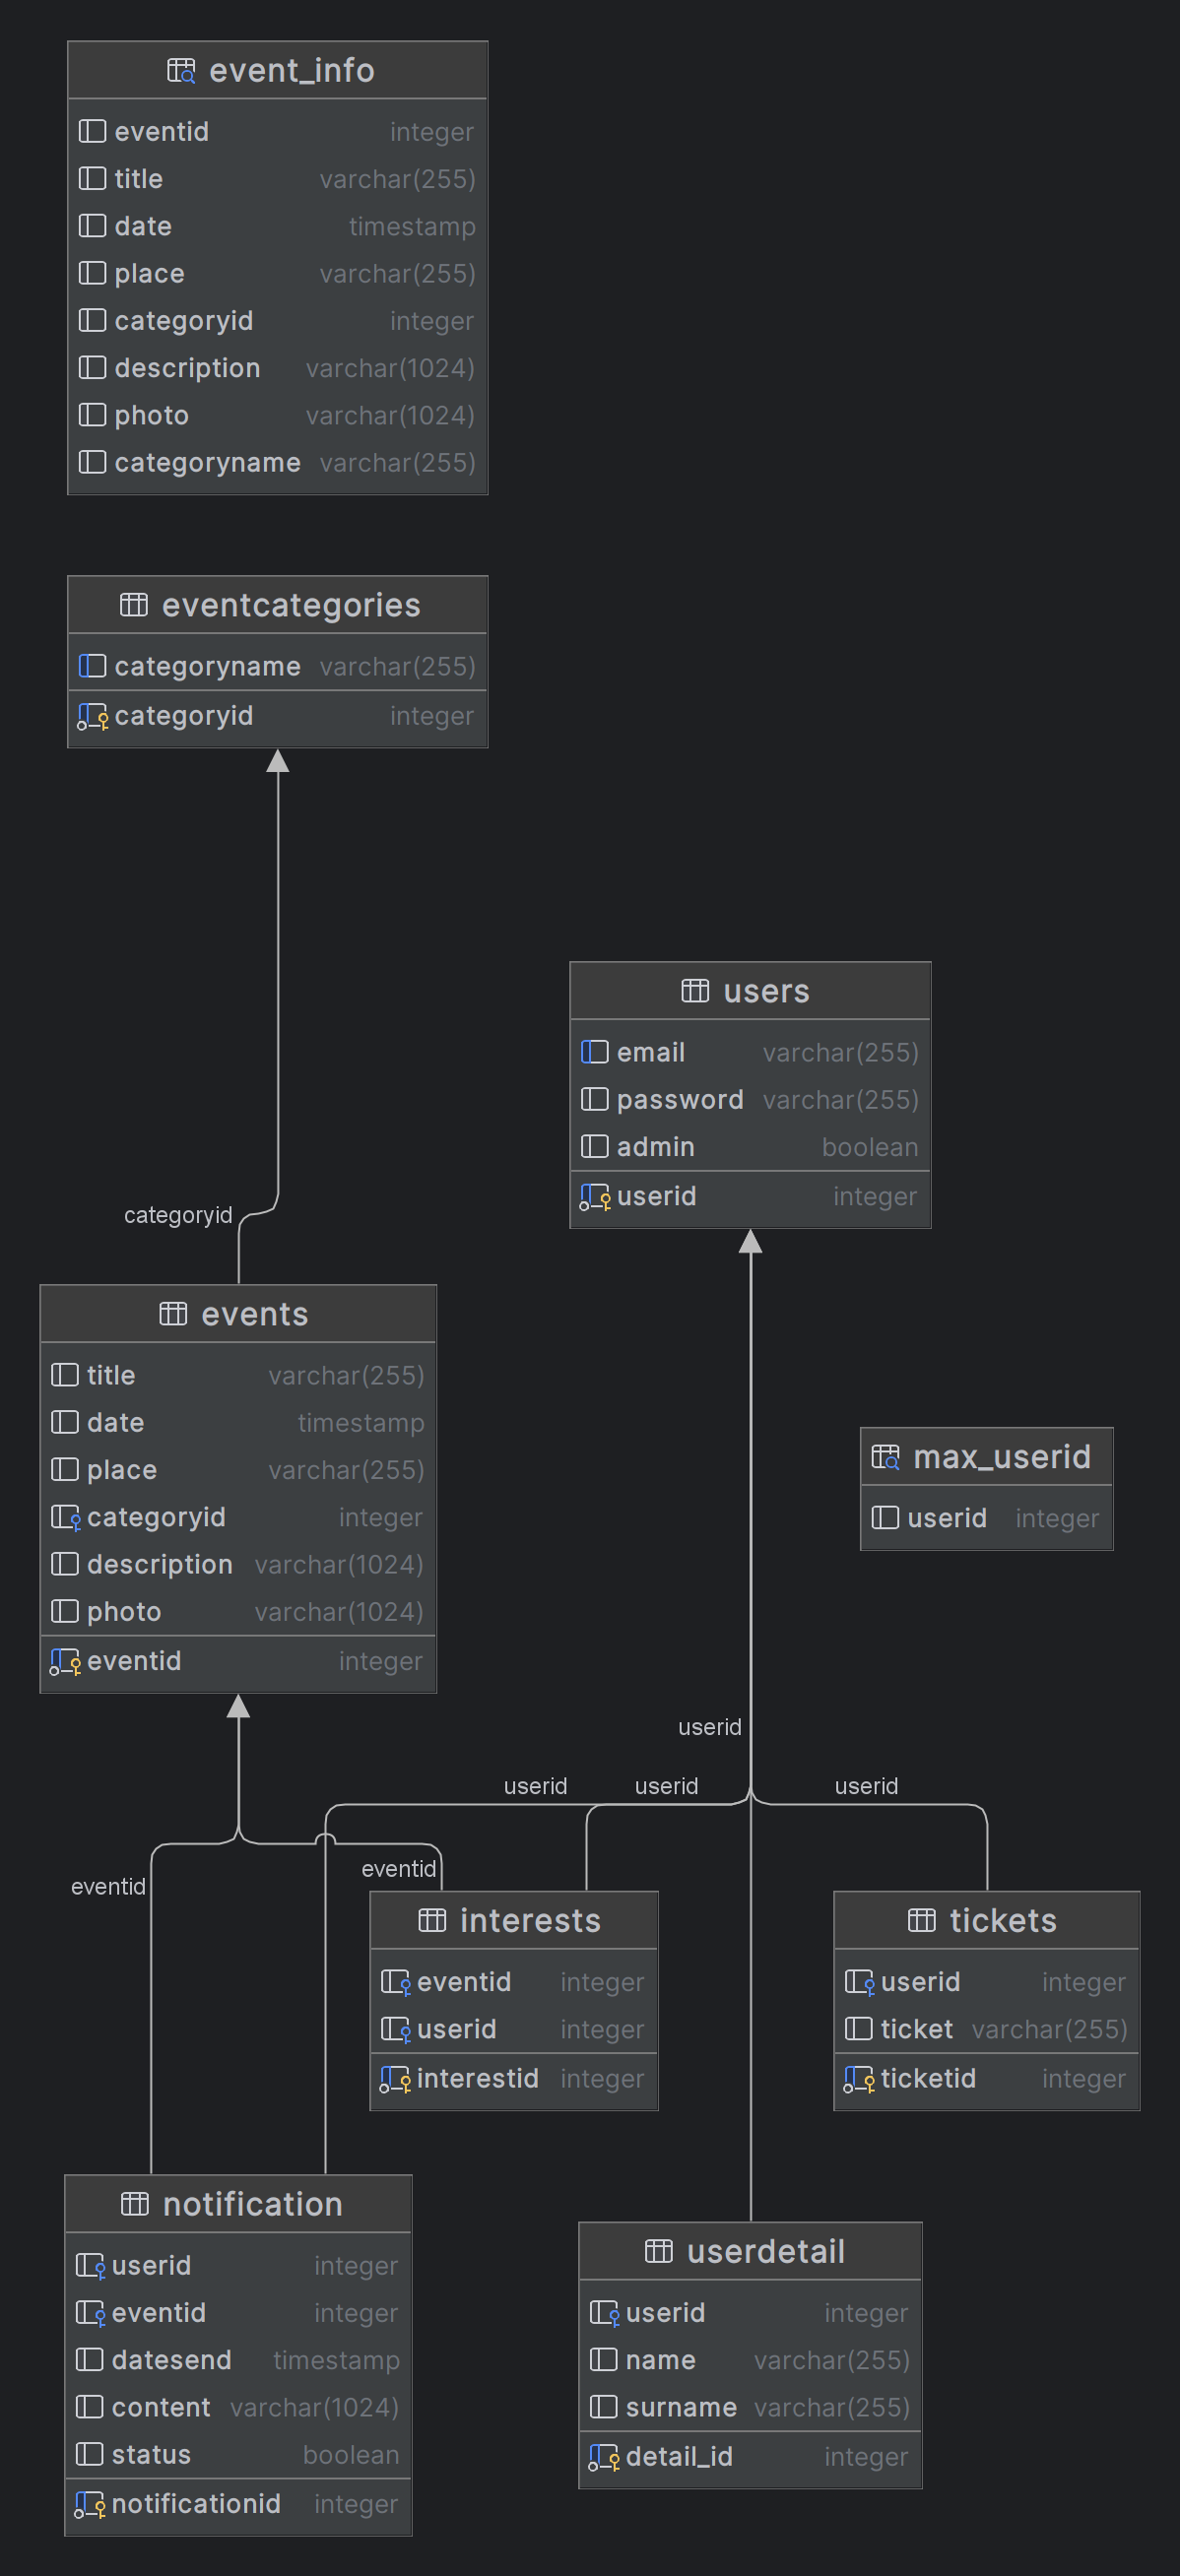 event_info
eventid integer
title varchar(255)
date timestamp
place varchar(255)
categoryid integer
description varchar(1024)
photo varchar(1024)
categoryname varchar(255)
eventcategories
categoryname varchar(255)
categoryid integer
users
email varchar(255)
password varchar(255)
admin boolean
userid integer
categoryid
events
title varchar(255)
date timestamp
place varchar(255)
categoryid integer
description varchar(1024)
photo varchar(1024)
eventid integer
max_userid
userid integer
userid
userid userid userid
eventid
eventid
interests
eventid integer
userid integer
interestid integer
tickets
userid integer
ticket varchar(255)
ticketid integer
notification
userid integer
eventid integer
datesend timestamp
content varchar(1024)
status boolean
notificationid integer
userdetail
userid integer
name varchar(255)
surname varchar(255)
detail_id integer